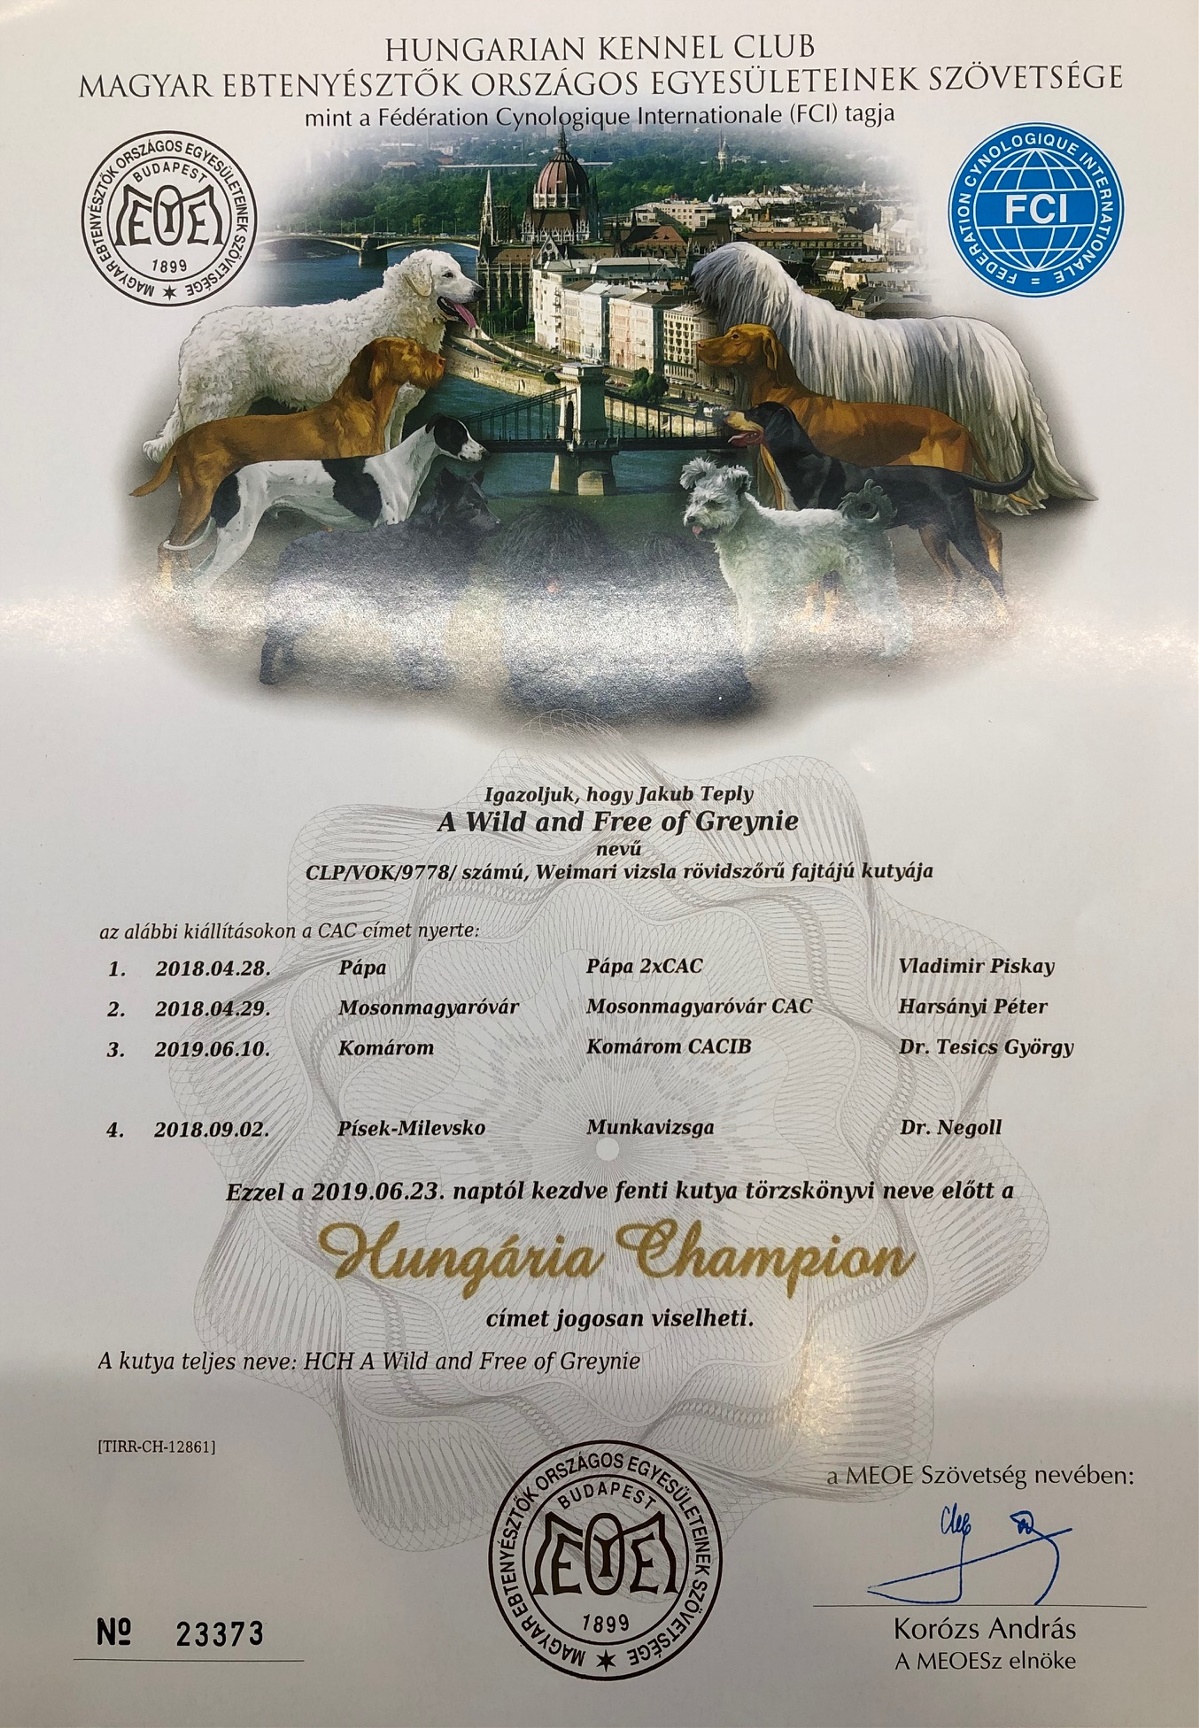 HUNGARIAN KENNEL CLUB
MAGYAR EBTENYÉSZTŐK ORSZÁGOS EGYESÜLETEINEK SZÖVETSÉGE
mint a Fédération Cynologique Internationale (FCI) tagja
MAGYAR EBTENYÉSZTŐK ORSZÁGOS EGYESÜLETEINEK SZÖVETSÉGE
BUDAPEST
MEOE
1899
FEDERATION CYNOLOGIQUE INTERNATIONALE =
FCI
Igazoljuk, hogy Jakub Teply
A Wild and Free of Greynie
nevű
CLP/VOK/9778/ számú, Weimari vizsla rövidszőrű fajtájú kutyája
az alábbi kiállításokon a CAC címet nyerte:
1. 2018.04.28. Pápa Pápa 2xCAC Vladimir Piskay
2. 2018.04.29. Mosonmagyaróvár Mosonmagyaróvár CAC Harsányi Péter
3. 2019.06.10. Komárom Komárom CACIB Dr. Tesics György
4. 2018.09.02. Písek-Milevsko Munkavizsga Dr. Negoll
Ezzel a 2019.06.23. naptól kezdve fenti kutya törzskönyvi neve előtt a
Hungária Champion
címet jogosan viselheti.
A kutya teljes neve: HCH A Wild and Free of Greynie
[TIRR-CH-12861]
a MEOE Szövetség nevében:
MAGYAR EBTENYÉSZTŐK ORSZÁGOS EGYESÜLETEINEK SZÖVETSÉGE
BUDAPEST
MEOE
1899
Nº 23373
Korózs András
A MEOESz elnöke